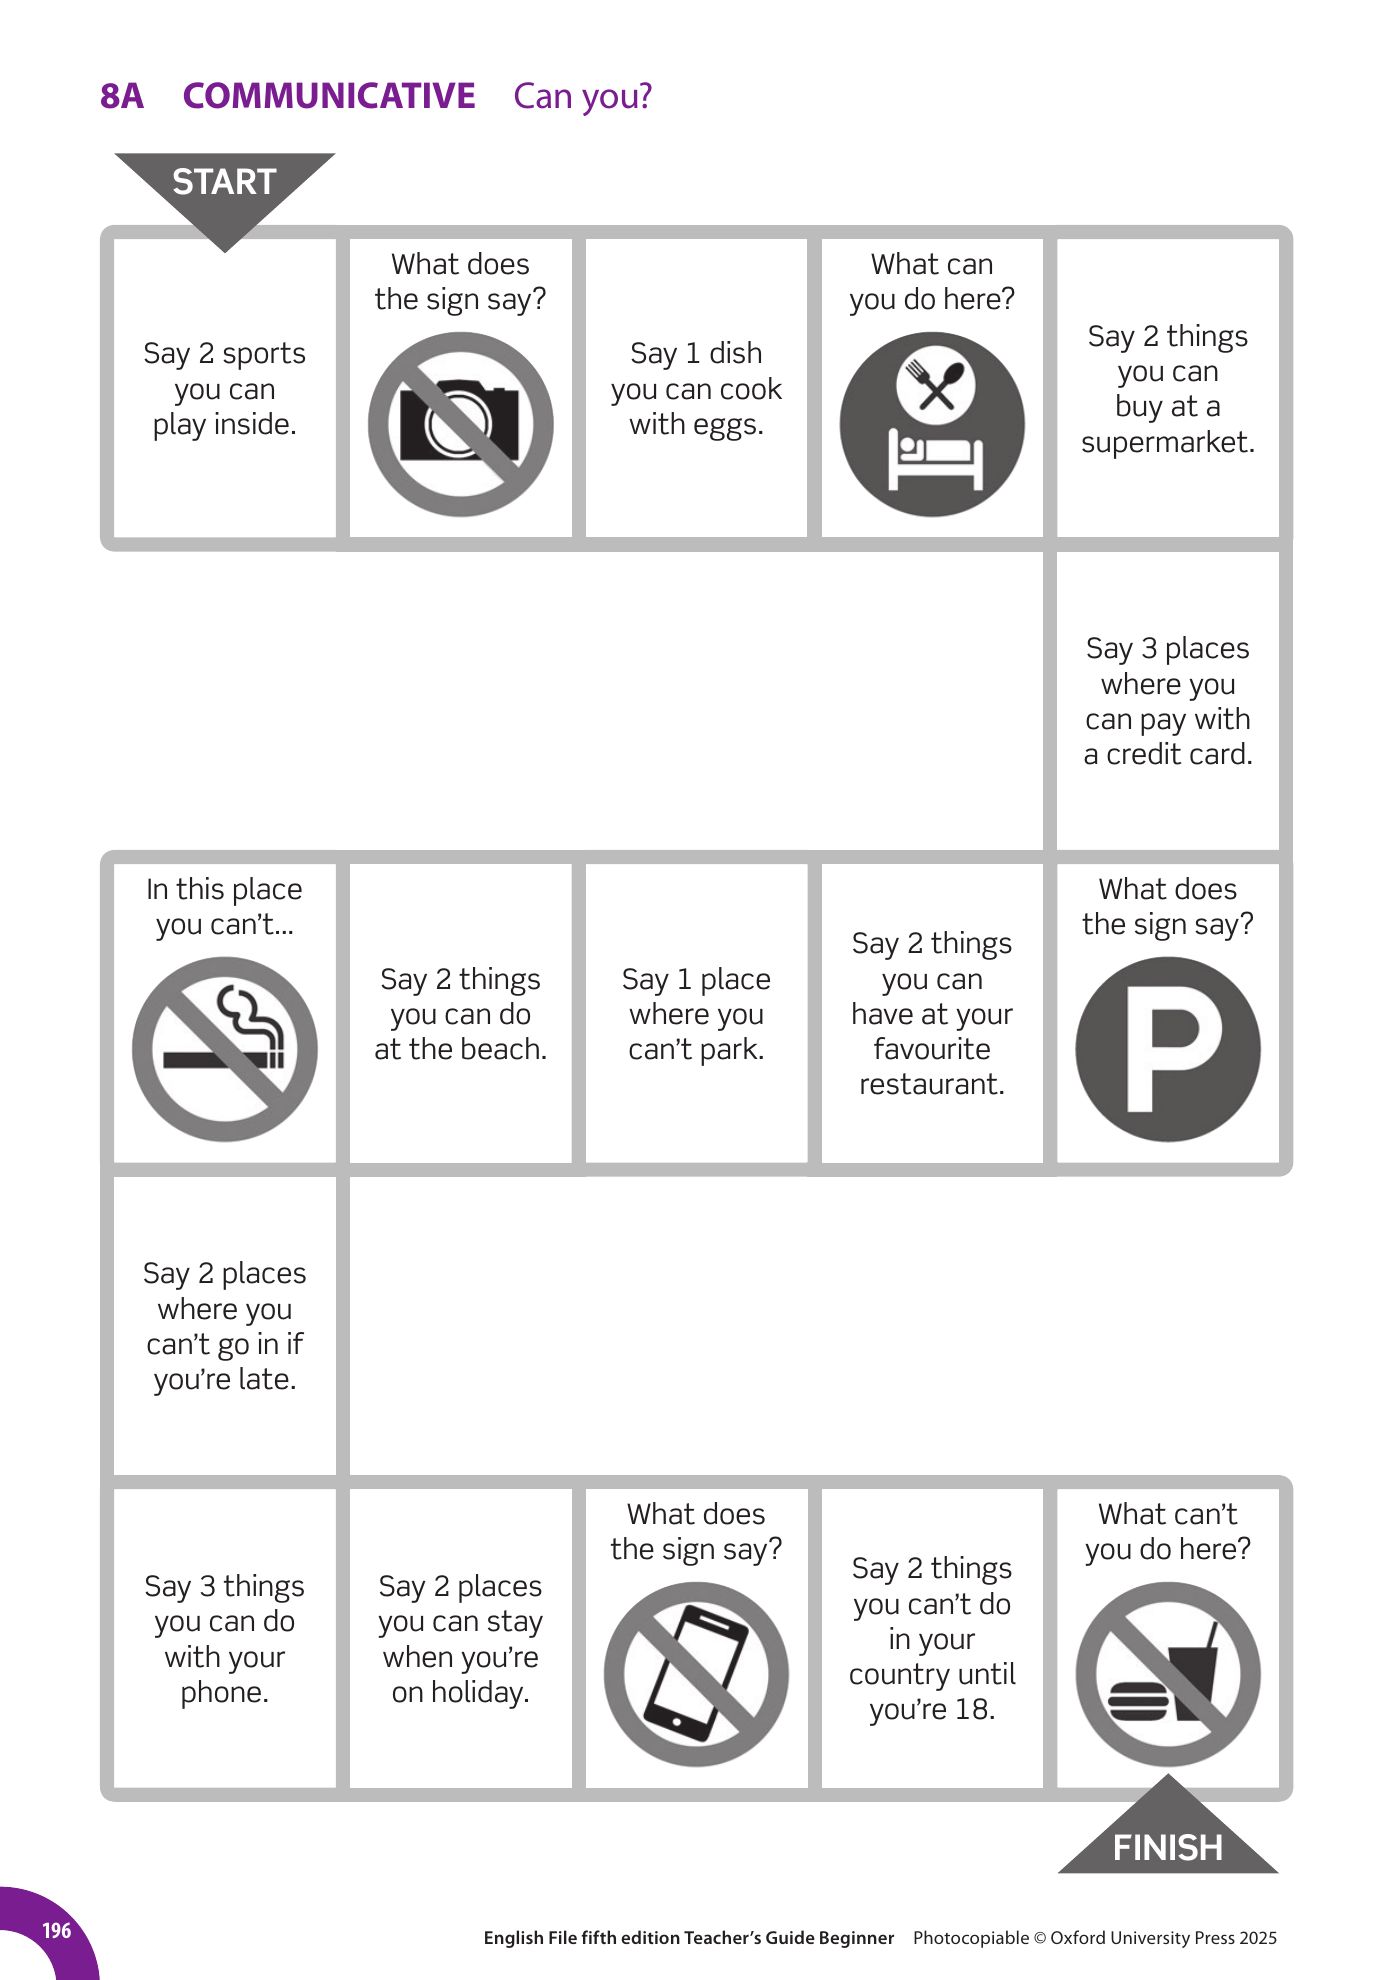 8A COMMUNICATIVE Can you?
START
Say 2 sports
you can
play inside.
What does
the sign say?
Say 1 dish
you can cook
with eggs.
What can
you do here?
Say 2 things
you can
buy at a
supermarket.
Say 3 places
where you
can pay with
a credit card.
What does
the sign say?
P
Say 2 things
you can
have at your
favourite
restaurant.
Say 1 place
where you
can't park.
Say 2 things
you can do
at the beach.
In this place
you can't...
Say 2 places
where you
can't go in if
you're late.
Say 3 things
you can do
with your
phone.
Say 2 places
you can stay
when you're
on holiday.
What does
the sign say?
Say 2 things
you can't do
in your
country until
you're 18.
What can't
you do here?
FINISH
196
English File fifth edition Teacher's Guide Beginner Photocopiable © Oxford University Press 2025